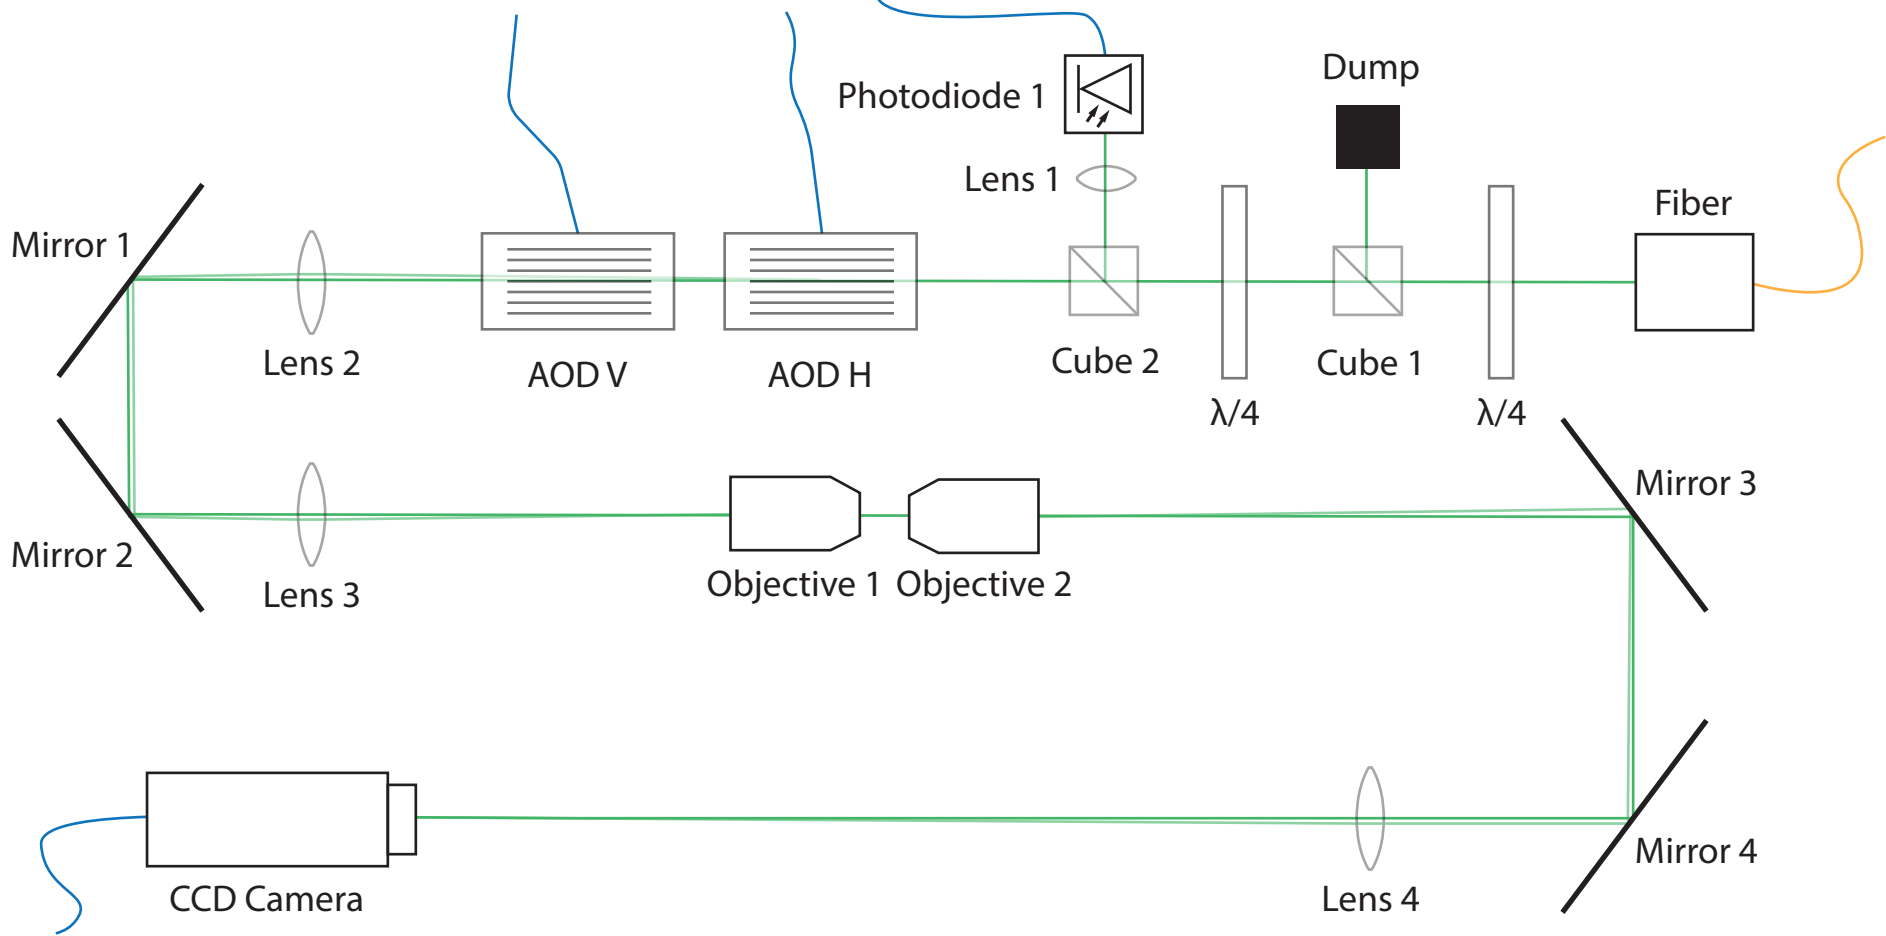 Dump
Photodiode 1
Lens 1
Fiber
Mirror 1
Lens 2
AOD V
AOD H
Cube 2
Cube 1
λ/4
λ/4
Mirror 3
Mirror 2
Lens 3
Objective 1
Objective 2
Mirror 4
CCD Camera
Lens 4